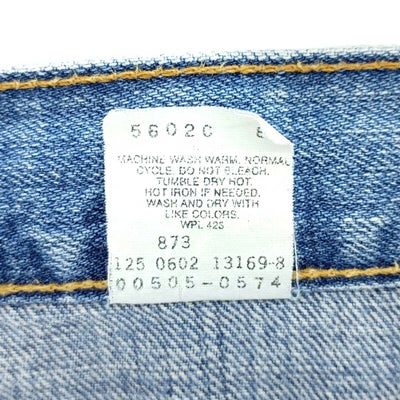 56020
MACHINE WASH WARM, NORMAL
CYCLE. DO NOT BLEACH.
TUMBLE DRY HOT.
HOT IRON IF NEEDED.
WASH AND DRY WITH
LIKE COLORS.
WPL 423
873
125 0602 13169-8
00505-0574